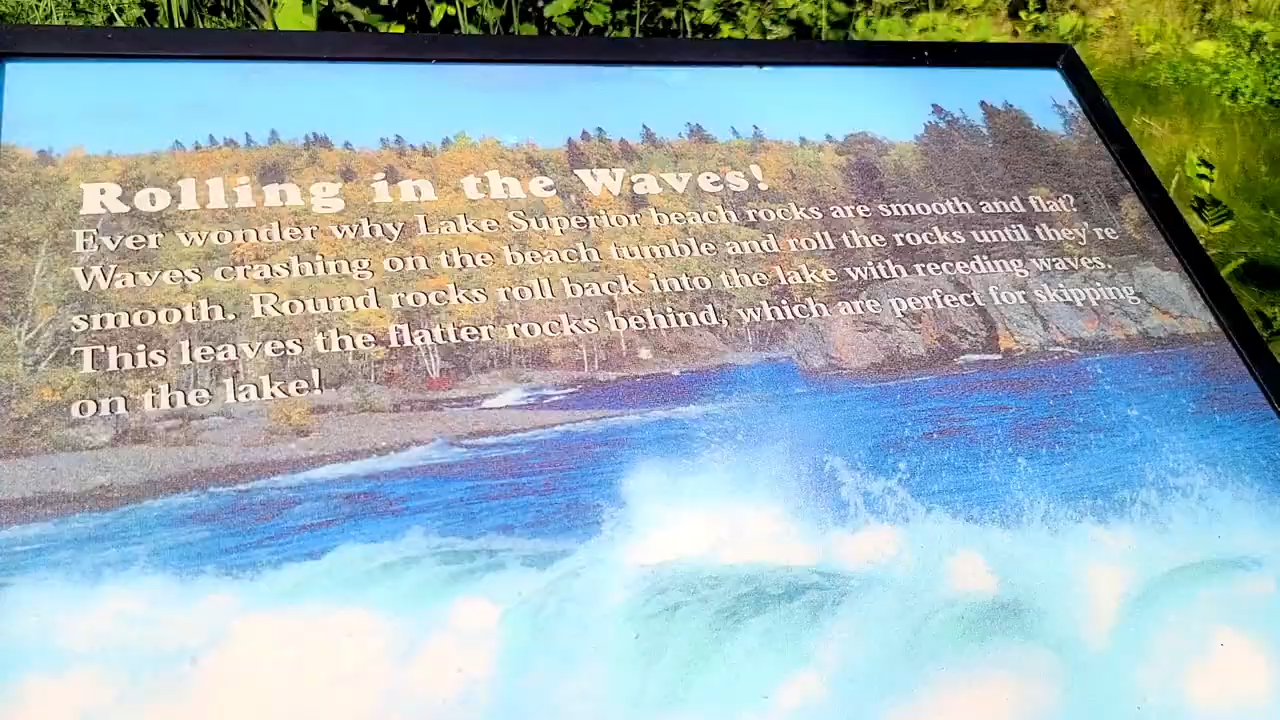 Rolling in the Waves!
Ever wonder why Lake Superior beach rocks are smooth and flat?
Waves crashing on the beach tumble and roll the rocks until they're
smooth. Round rocks roll back into the lake with receding waves.
This leaves the flatter rocks behind, which are perfect for skipping
on the lake!